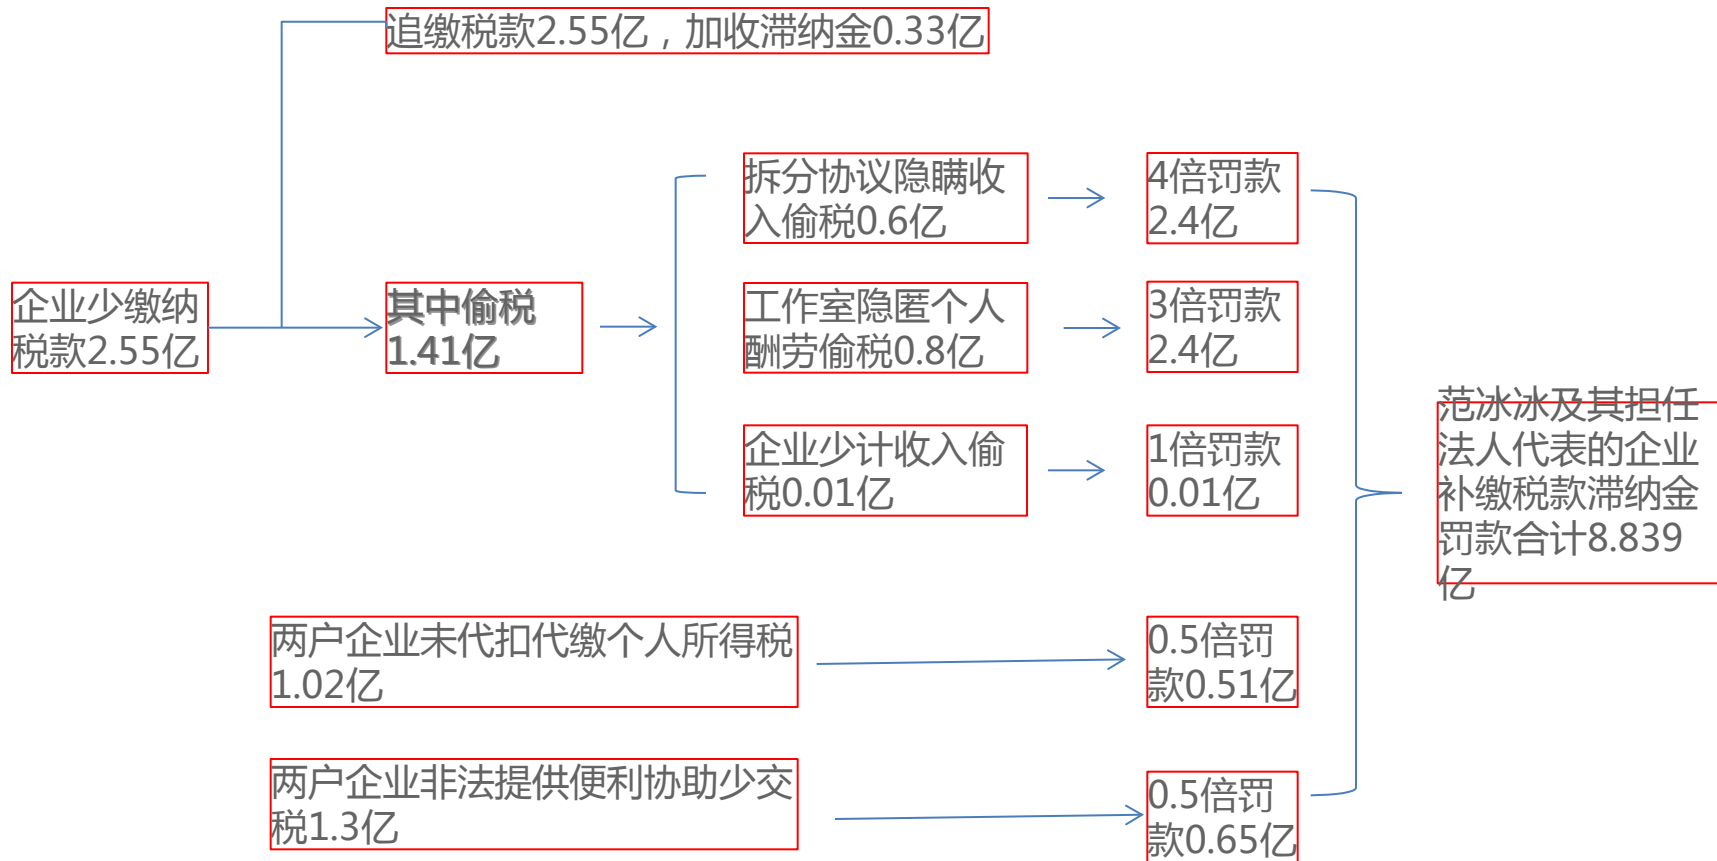 追缴税款2.55亿，加收滞纳金0.33亿
企业少缴纳
税款2.55亿
其中偷税
1.41亿
拆分协议隐瞒收
入偷税0.6亿
4倍罚款
2.4亿
工作室隐匿个人
酬劳偷税0.8亿
3倍罚款
2.4亿
企业少计收入偷
税0.01亿
1倍罚款
0.01亿
两户企业未代扣代缴个人所得税
1.02亿
0.5倍罚
款0.51亿
两户企业非法提供便利协助少交
税1.3亿
0.5倍罚
款0.65亿
范冰冰及其担任
法人代表的企业
补缴税款滞纳金
罚款合计8.839
亿